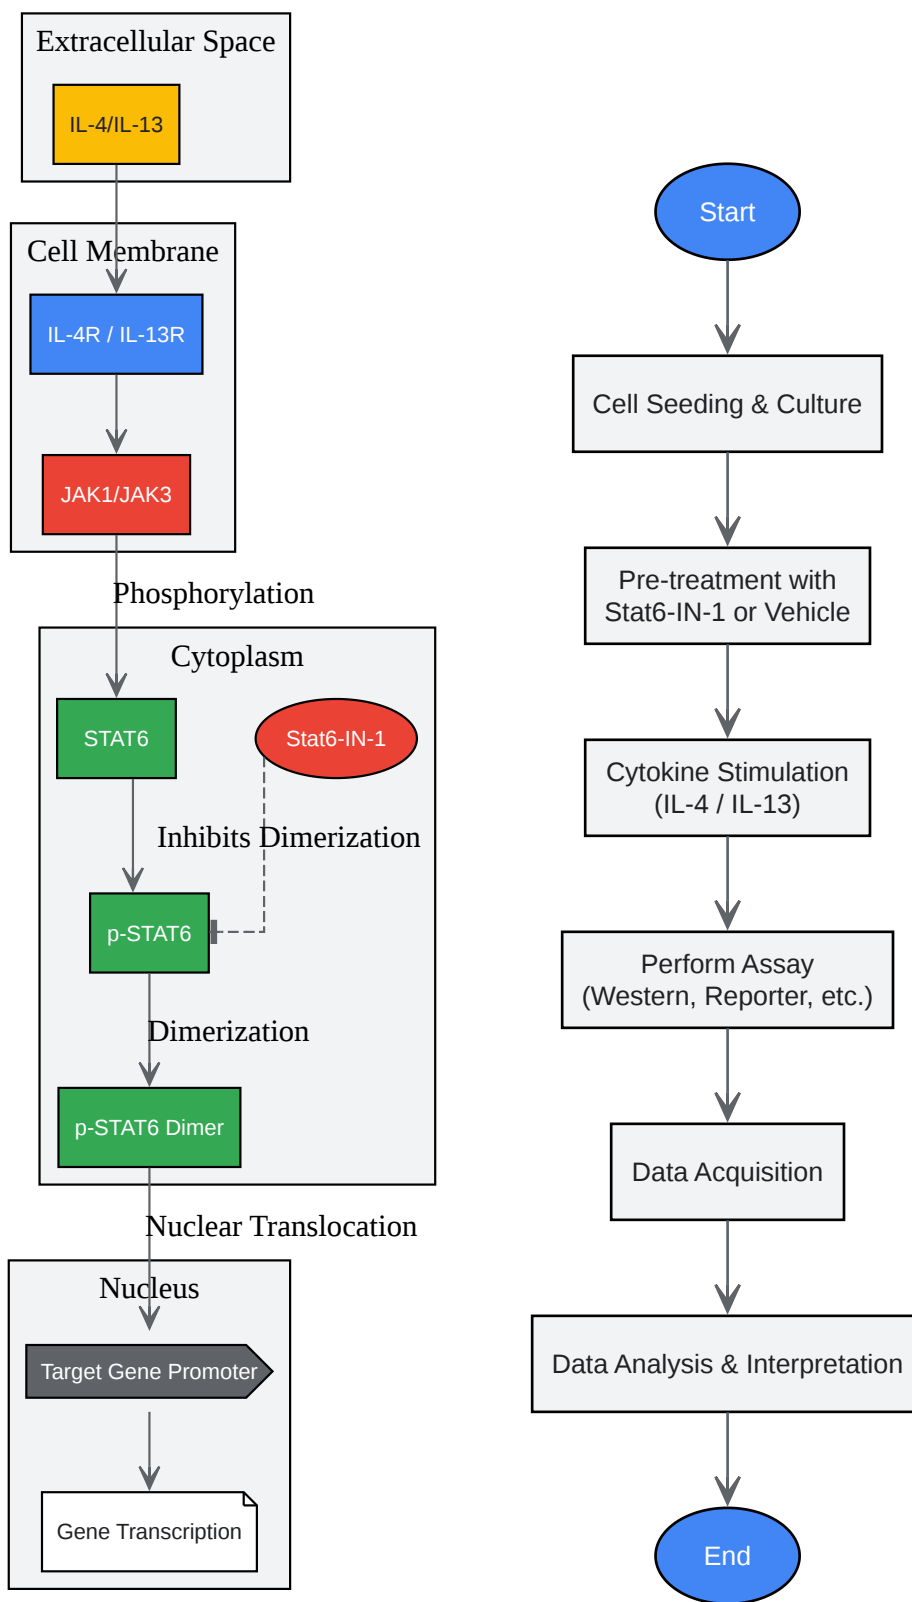 Extracellular Space
IL-4/IL-13
Cell Membrane
IL-4R / IL-13R
JAK1/JAK3
Phosphorylation
Cytoplasm
STAT6
Stat6-IN-1
Inhibits Dimerization
p-STAT6
Dimerization
p-STAT6 Dimer
Nuclear Translocation
Nucleus
Target Gene Promoter
Gene Transcription
Start
Cell Seeding & Culture
Pre-treatment with
Stat6-IN-1 or Vehicle
Cytokine Stimulation
(IL-4 / IL-13)
Perform Assay
(Western, Reporter, etc.)
Data Acquisition
Data Analysis & Interpretation
End